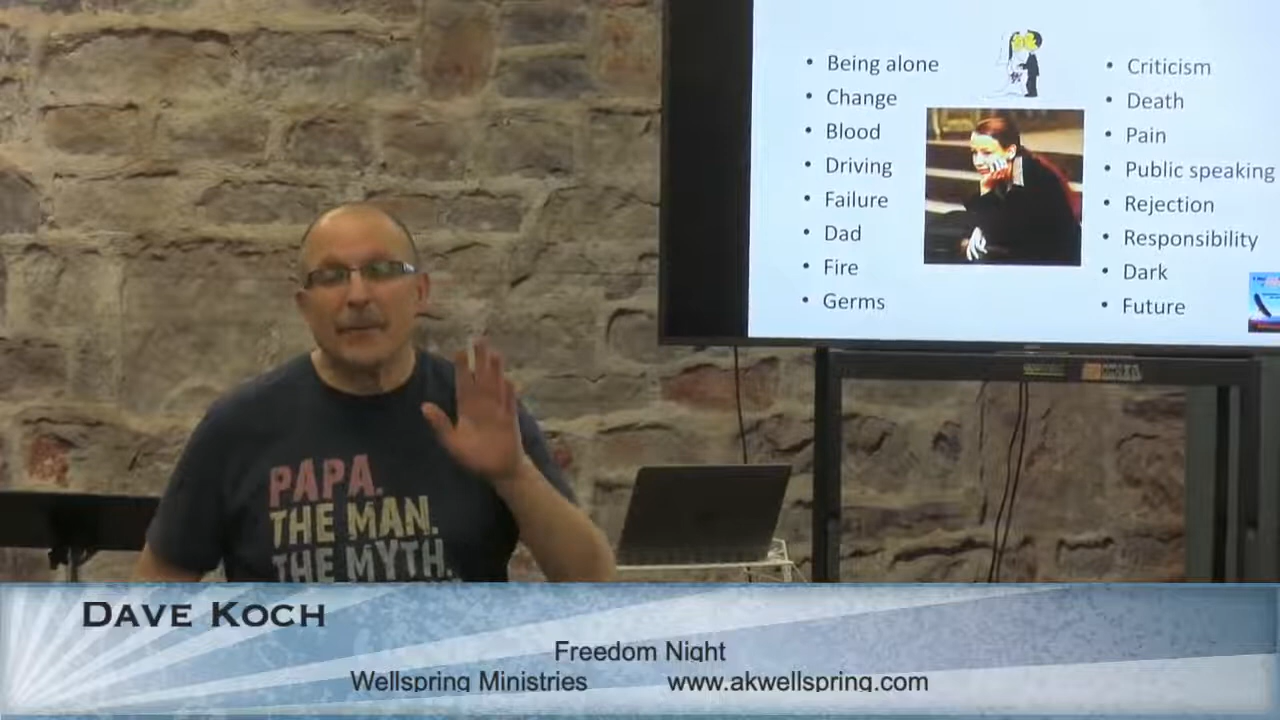 • Being alone
• Change
• Blood
• Driving
• Failure
• Dad
• Fire
• Germs
• Criticism
• Death
• Pain
• Public speaking
• Rejection
• Responsibility
• Dark
• Future
PAPA.
THE MAN.
THE MYTH.
DAVE KOCH
Freedom Night
Wellspring Ministries www.akwellspring.com